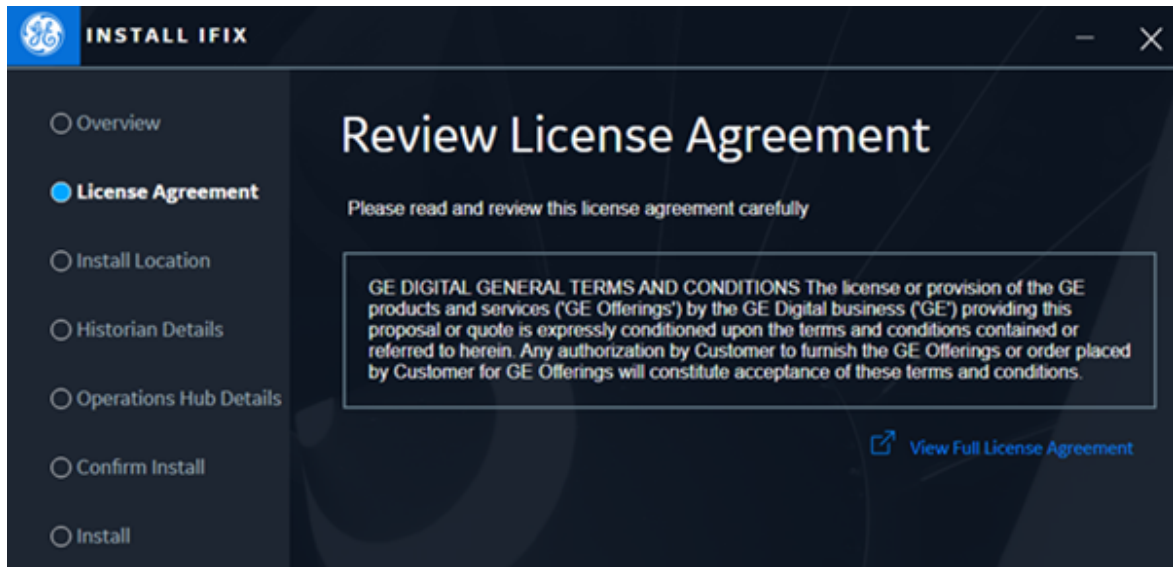 INSTALL IFIX
Overview
License Agreement
Install Location
Historian Details
Operations Hub Details
Confirm Install
Install
Review License Agreement
Please read and review this license agreement carefully
GE DIGITAL GENERAL TERMS AND CONDITIONS The license or provision of the GE
products and services ('GE Offerings') by the GE Digital business ('GE') providing this
proposal or quote is expressly conditioned upon the terms and conditions contained or
referred to herein. Any authorization by Customer to furnish the GE Offerings or order placed
by Customer for GE Offerings will constitute acceptance of these terms and conditions.
View Full License Agreement